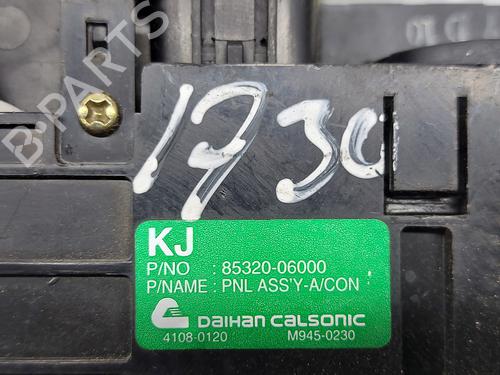 B-PARTS
1730
KJ
P/NO : 85320-06000
P/NAME : PNL ASS'Y-A/CON
DAIHAN CALSONIC
4108-0120 M945-0230